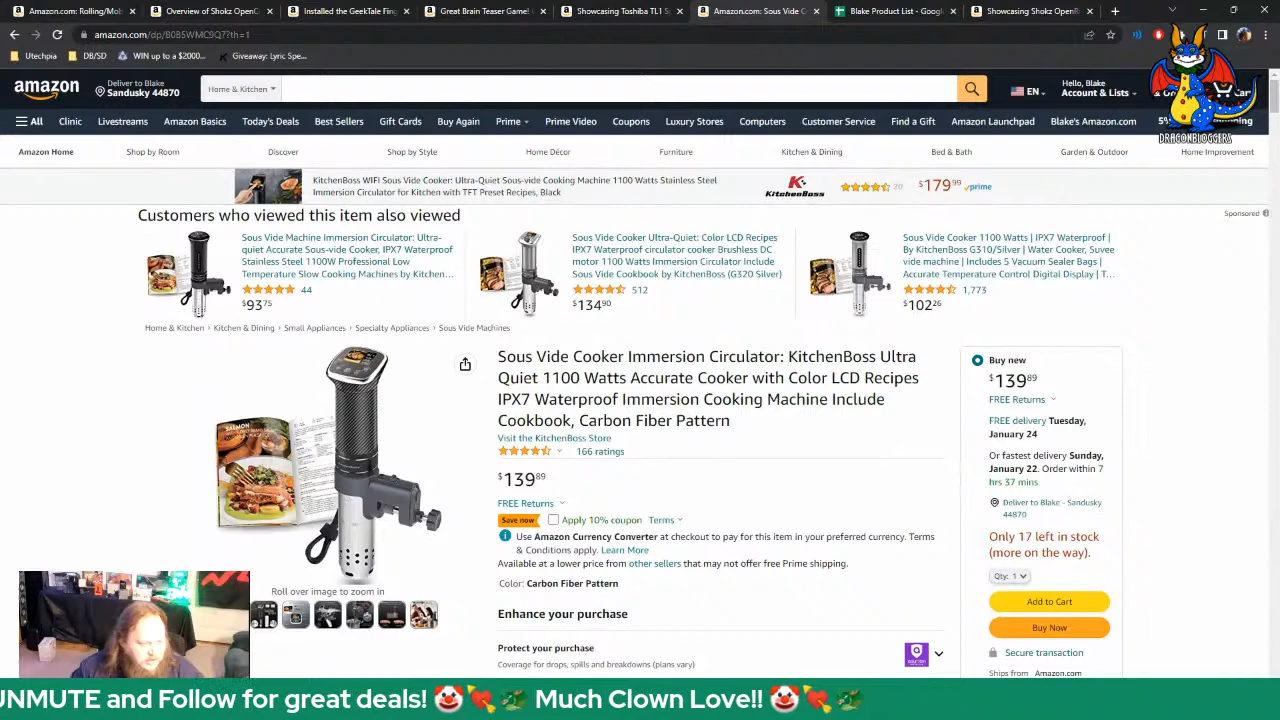 Amazon.com: Rolling/Mob
Overview of Shokz OpenC
Installed the GeekTale Fing
Great Brain Teaser Game!
Showcasing Toshiba TL1 S
Amazon.com: Sous Vide C
Blake Product List - Google
Showcasing Shokz OpenR
amazon.com/dp/B0B5WMC9Q7?th=1
Utechpia
DB/SD
WIN up to a $2000...
Giveaway: Lyric Spe...
amazon
Deliver to Blake
Sandusky 44870
Home & Kitchen
EN
Hello, Blake
Account & Lists
Cart
All
Clinic
Livestreams
Amazon Basics
Today's Deals
Best Sellers
Gift Cards
Buy Again
Prime
Prime Video
Coupons
Luxury Stores
Computers
Customer Service
Find a Gift
Amazon Launchpad
Blake's Amazon.com
DRAGONBLOGGERS
Amazon Home
Shop by Room
Discover
Shop by Style
Home Décor
Furniture
Kitchen & Dining
Bed & Bath
Garden & Outdoor
Home Improvement
KitchenBoss WIFI Sous Vide Cooker: Ultra-Quiet Sous-vide Cooking Machine 1100 Watts Stainless Steel
Immersion Circulator for Kitchen with TFT Preset Recipes, Black
KitchenBoss
20
$179.99 prime
Customers who viewed this item also viewed
Sponsored
Sous Vide Machine Immersion Circulator: Ultra-
quiet Accurate Sous-vide Cooker, IPX7 Waterproof
Stainless Steel 1100W Professional Low
Temperature Slow Cooking Machines by Kitchen...
44
$93.75
Sous Vide Cooker Ultra-Quiet: Color LCD Recipes
IPX7 Waterproof circulator cooker Brushless DC
motor 1100 Watts Immersion Circulator Include
Sous Vide Cookbook by KitchenBoss (G320 Silver)
512
$134.90
Sous Vide Cooker 1100 Watts | IPX7 Waterproof |
By KitchenBoss G310/Silver | Water Cooker, Suvee
vide machine | Includes 5 Vacuum Sealer Bags |
Accurate Temperature Control Digital Display | T...
1,773
$102.26
Home & Kitchen › Kitchen & Dining › Small Appliances › Specialty Appliances › Sous Vide Machines
SALMON
Roll over image to zoom in
Sous Vide Cooker Immersion Circulator: KitchenBoss Ultra
Quiet 1100 Watts Accurate Cooker with Color LCD Recipes
IPX7 Waterproof Immersion Cooking Machine Include
Cookbook, Carbon Fiber Pattern
Visit the KitchenBoss Store
166 ratings
$139.89
FREE Returns
Save now Apply 10% coupon Terms
Use Amazon Currency Converter at checkout to pay for this item in your preferred currency. Terms
& Conditions apply. Learn More
Available at a lower price from other sellers that may not offer free Prime shipping.
Color: Carbon Fiber Pattern
Enhance your purchase
Protect your purchase
Coverage for drops, spills and breakdowns (plans vary)
Buy new
$139.89
FREE Returns
FREE delivery Tuesday,
January 24
Or fastest delivery Sunday,
January 22. Order within 7
hrs 37 mins
Deliver to Blake - Sandusky
44870
Only 17 left in stock
(more on the way).
Qty: 1
Add to Cart
Buy Now
Secure transaction
Ships from Amazon.com
UNMUTE and Follow for great deals! 🤡💘🐲 Much Clown Love!! 🤡💘🐲